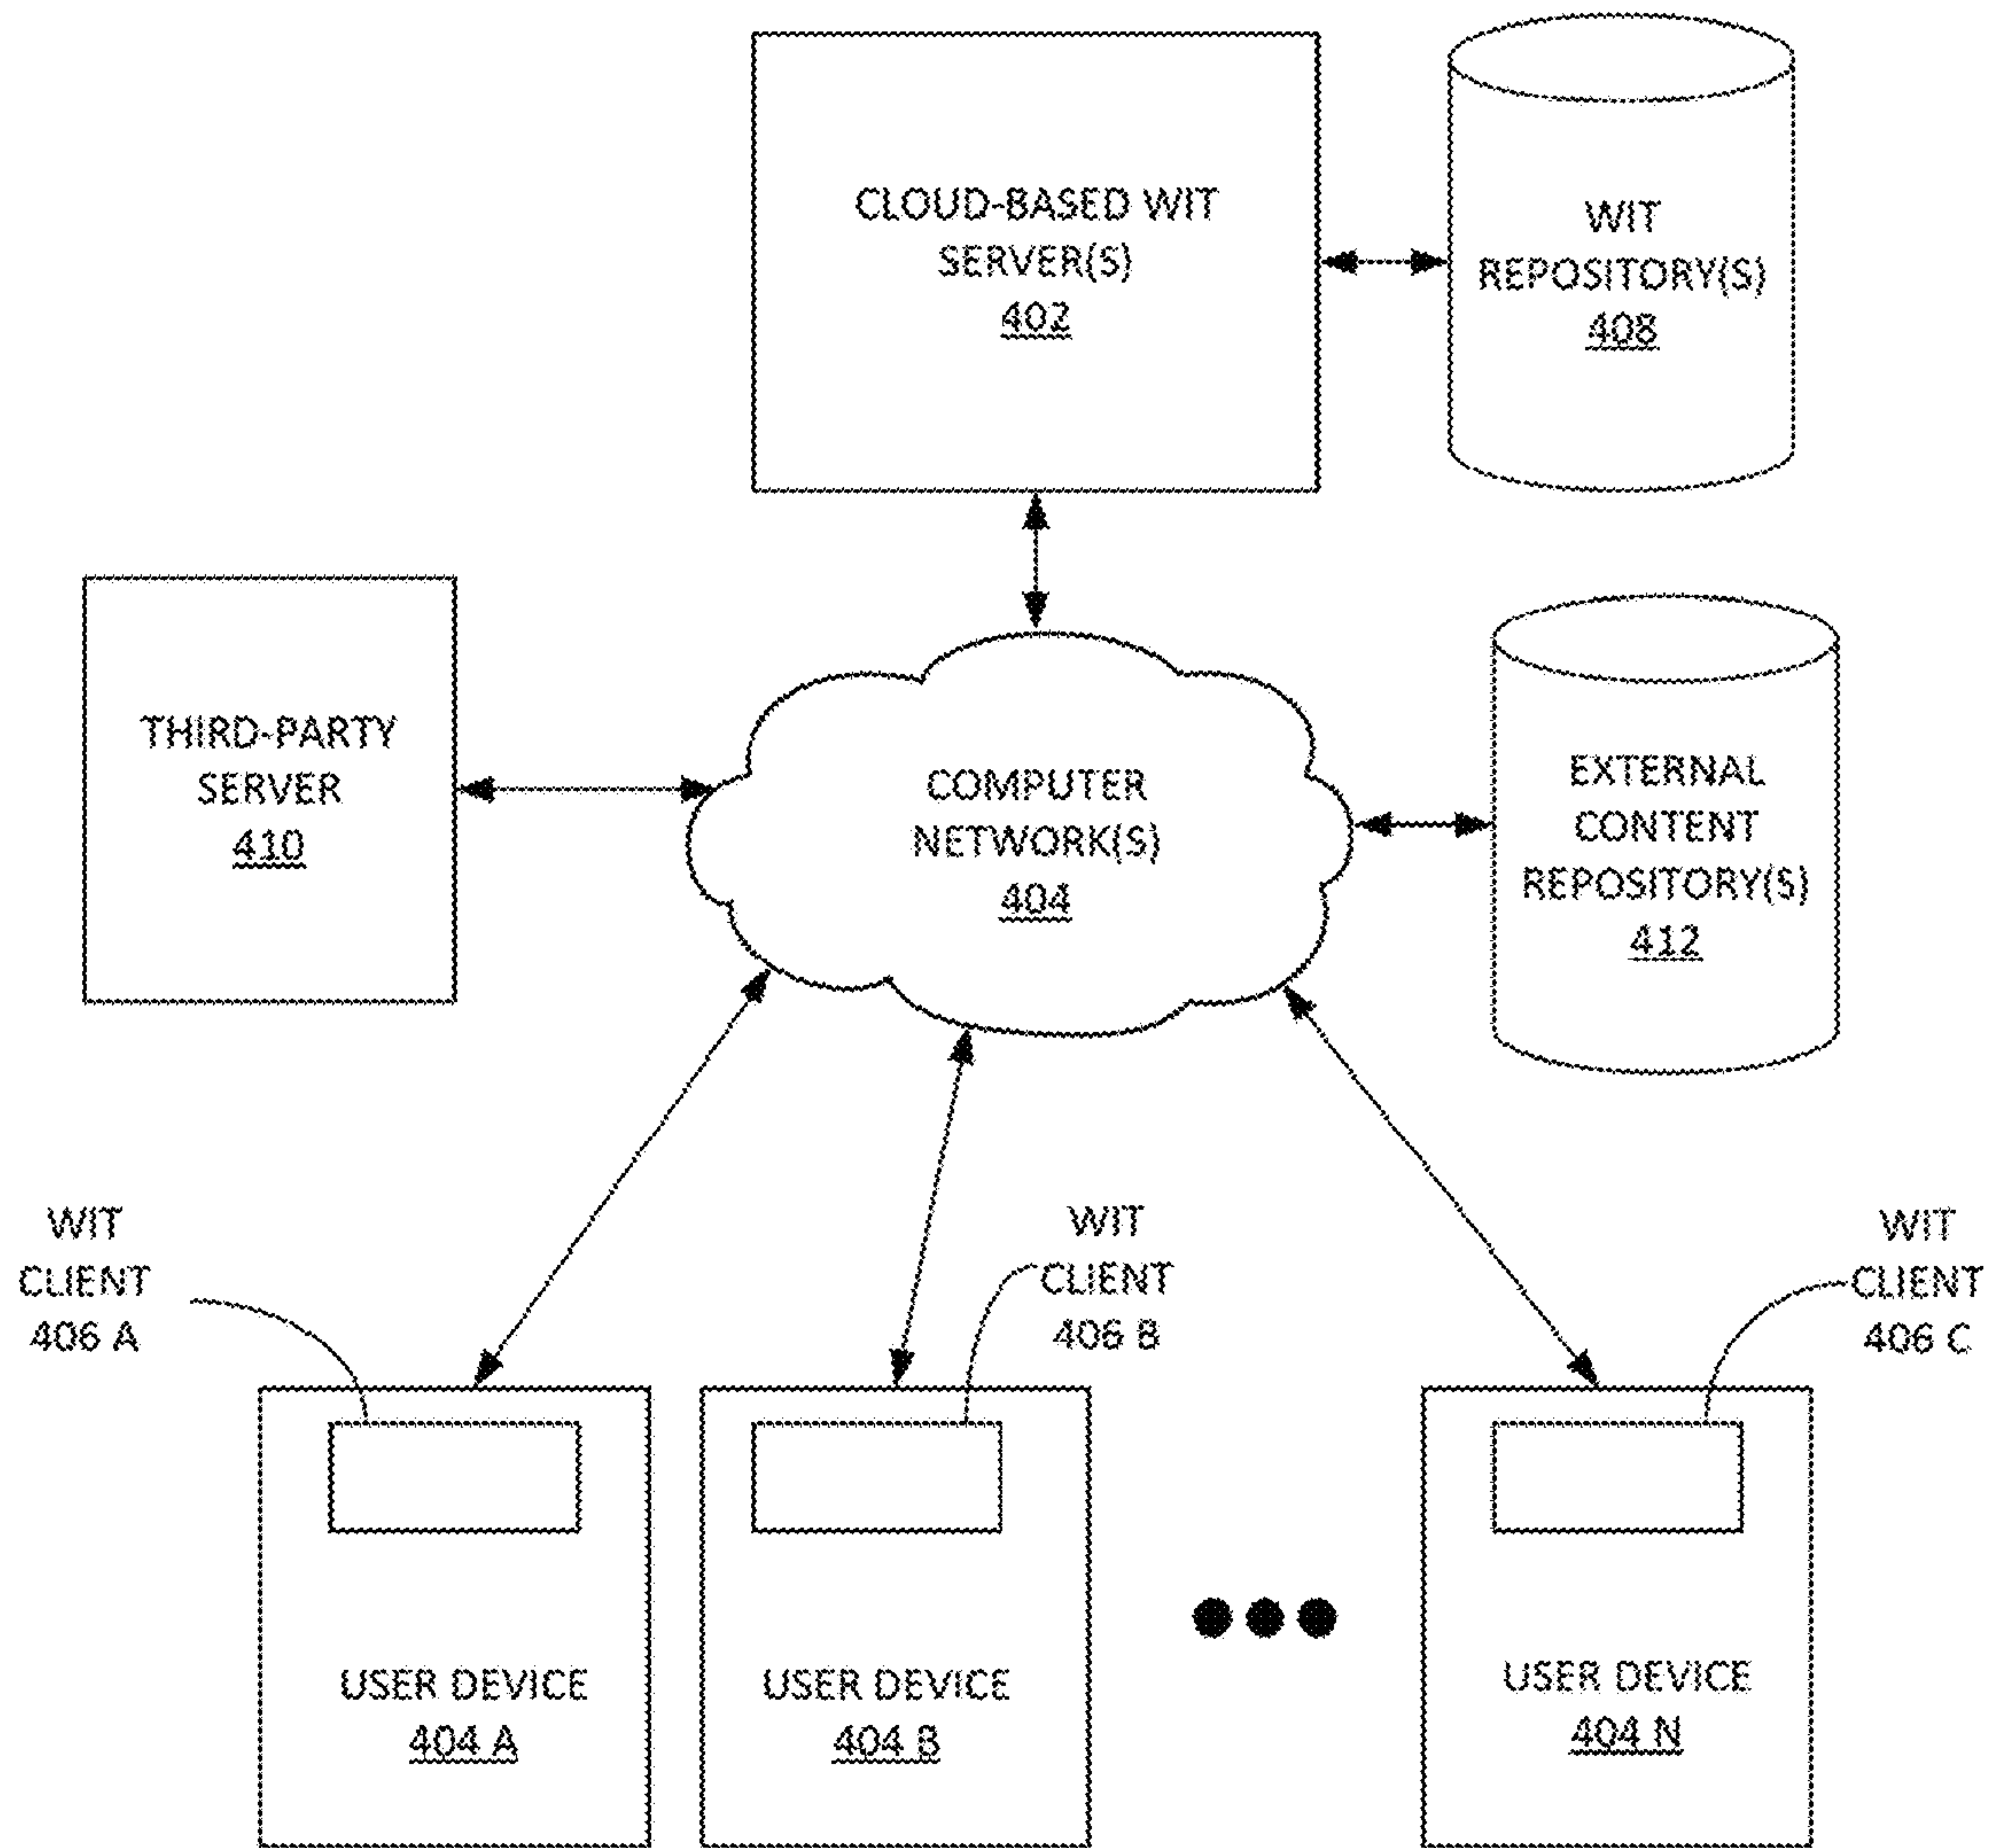 CLOUD-BASED WIT
SERVER(S)
402
WIT
REPOSITORY(S)
408
THIRD-PARTY
SERVER
410
COMPUTER
NETWORK(S)
404
EXTERNAL
CONTENT
REPOSITORY(S)
412
WIT
CLIENT
406 A
WIT
CLIENT
406 B
WIT
CLIENT
406 C
USER DEVICE
404 A
USER DEVICE
404 B
USER DEVICE
404 N